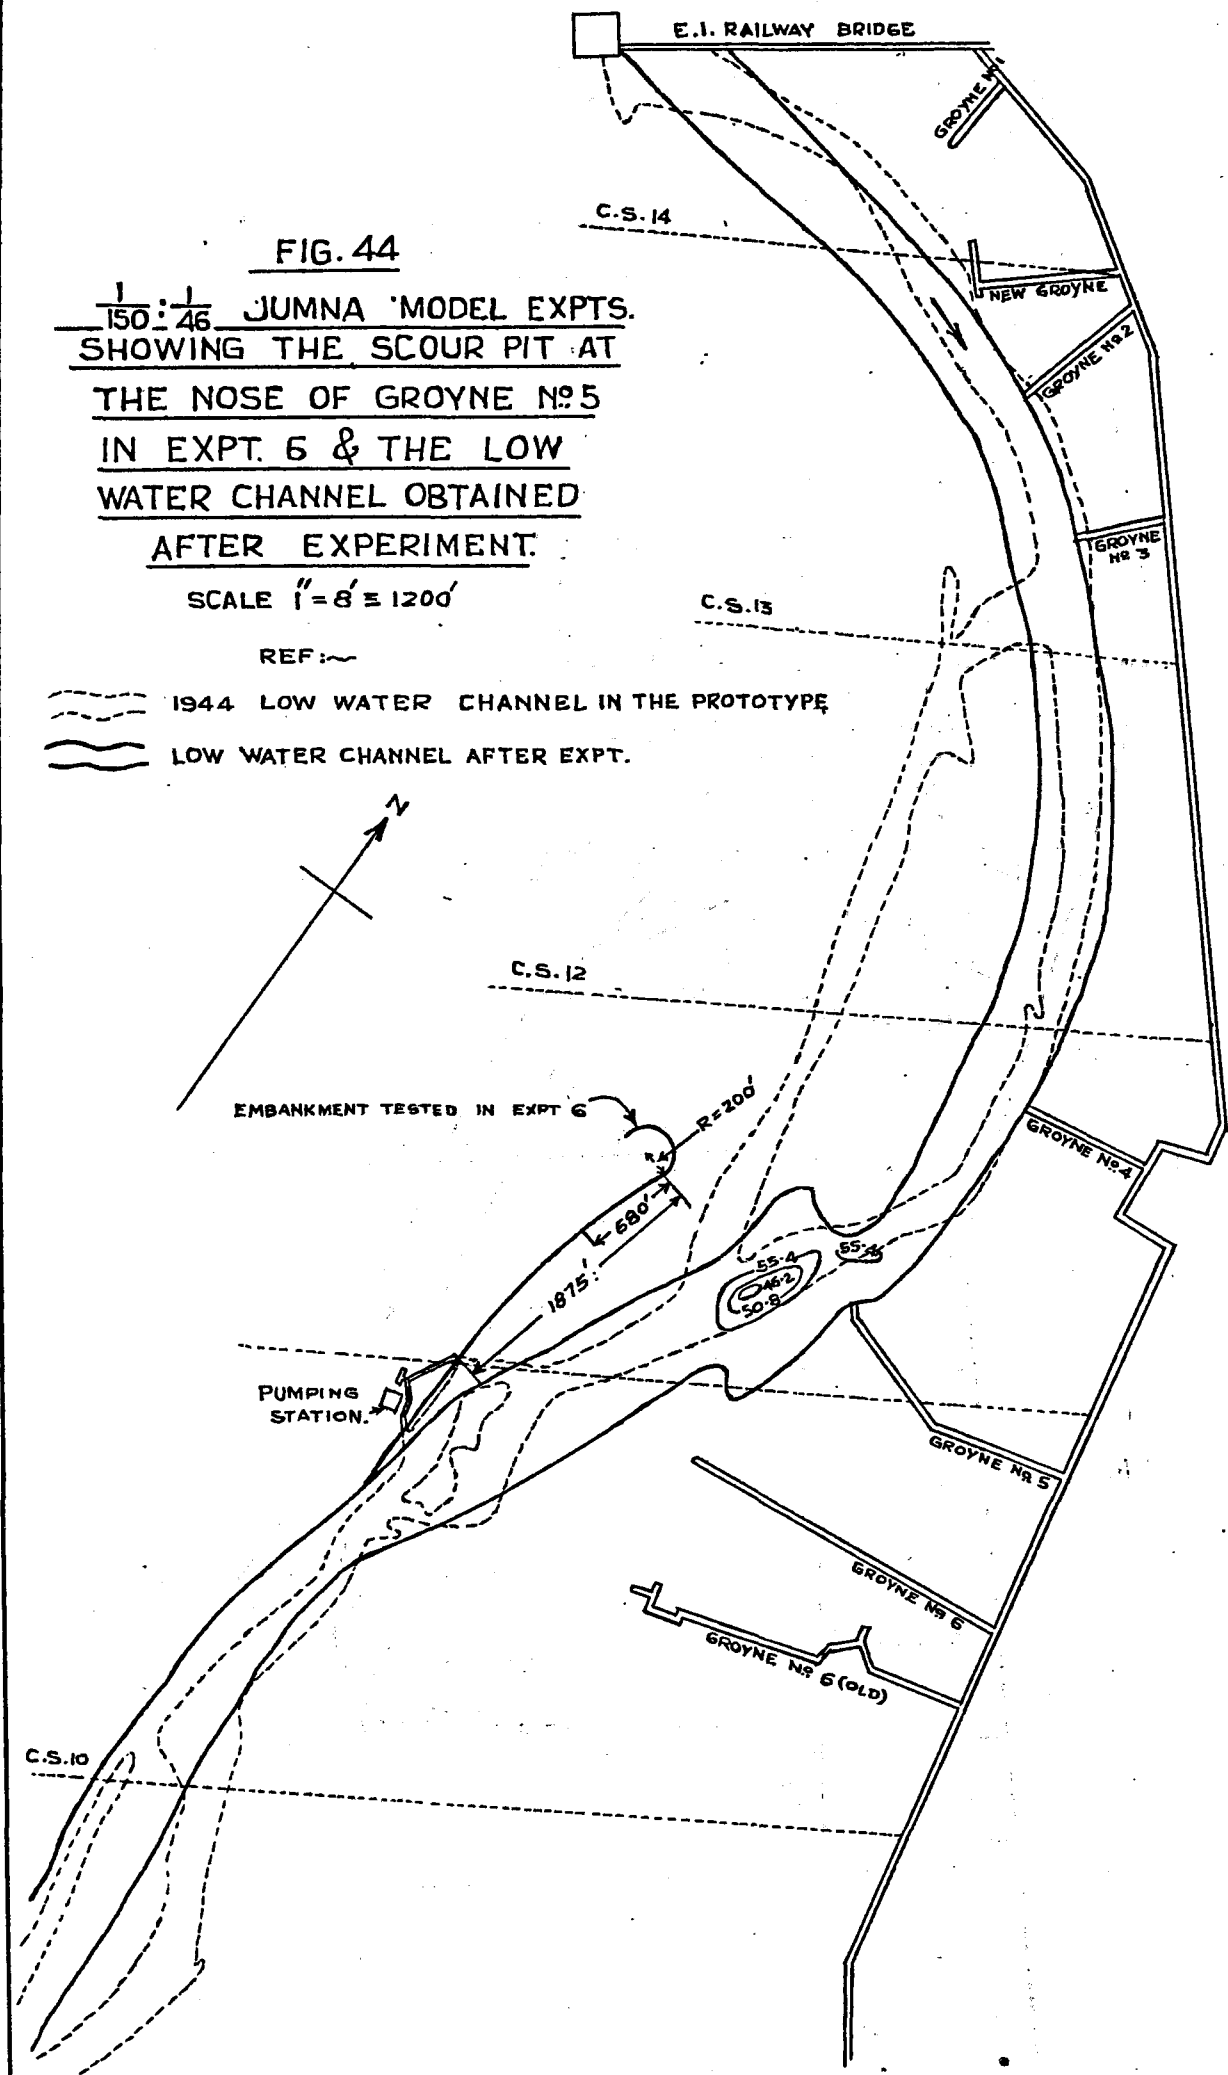 E.I. RAILWAY BRIDGE
GROYNE No 1
C.S.14
FIG. 44
1/150 : 1/46 JUMNA MODEL EXPTS.
SHOWING THE SCOUR PIT AT
THE NOSE OF GROYNE No 5
IN EXPT. 6 & THE LOW
WATER CHANNEL OBTAINED
AFTER EXPERIMENT.
SCALE 1" = 8' ≡ 1200'
NEW GROYNE
GROYNE No 2
GROYNE
No 3
C.S.13
REF:~
1944 LOW WATER CHANNEL IN THE PROTOTYPE
LOW WATER CHANNEL AFTER EXPT.
N
C.S.12
EMBANKMENT TESTED IN EXPT 6
R=200'
GROYNE No 4
680'
1875'
55.4
55.4
46.2
50.8
PUMPING
STATION.
GROYNE No 5
GROYNE No 6
GROYNE No 6 (OLD)
C.S.10